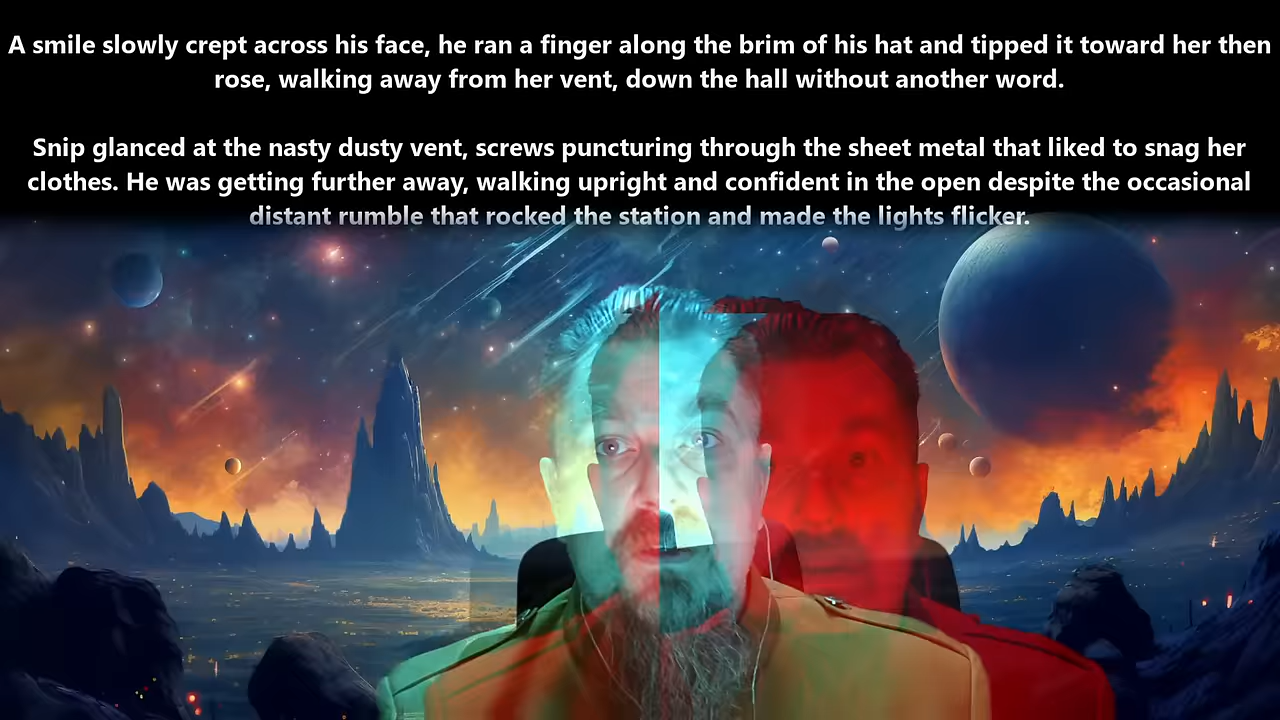 A smile slowly crept across his face, he ran a finger along the brim of his hat and tipped it toward her then
rose, walking away from her vent, down the hall without another word.
Snip glanced at the nasty dusty vent, screws puncturing through the sheet metal that liked to snag her
clothes. He was getting further away, walking upright and confident in the open despite the occasional
distant rumble that rocked the station and made the lights flicker.